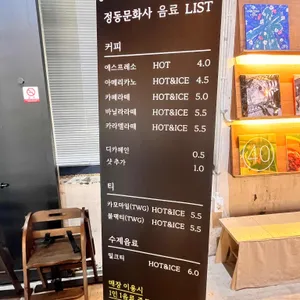 정동문화사 음료 LIST
커피
에스프레소 HOT 4.0
아메리카노 HOT&ICE 4.5
카페라떼 HOT&ICE 5.0
바닐라라떼 HOT&ICE 5.5
카라멜라떼 HOT&ICE 5.5
디카페인 0.5
샷 추가 1.0
티
카모마일(TWG) HOT&ICE 5.5
블랙티(TWG) HOT&ICE 5.5
수제음료
밀크티 HOT&ICE 6.0
매장 이용시
1인 1음료